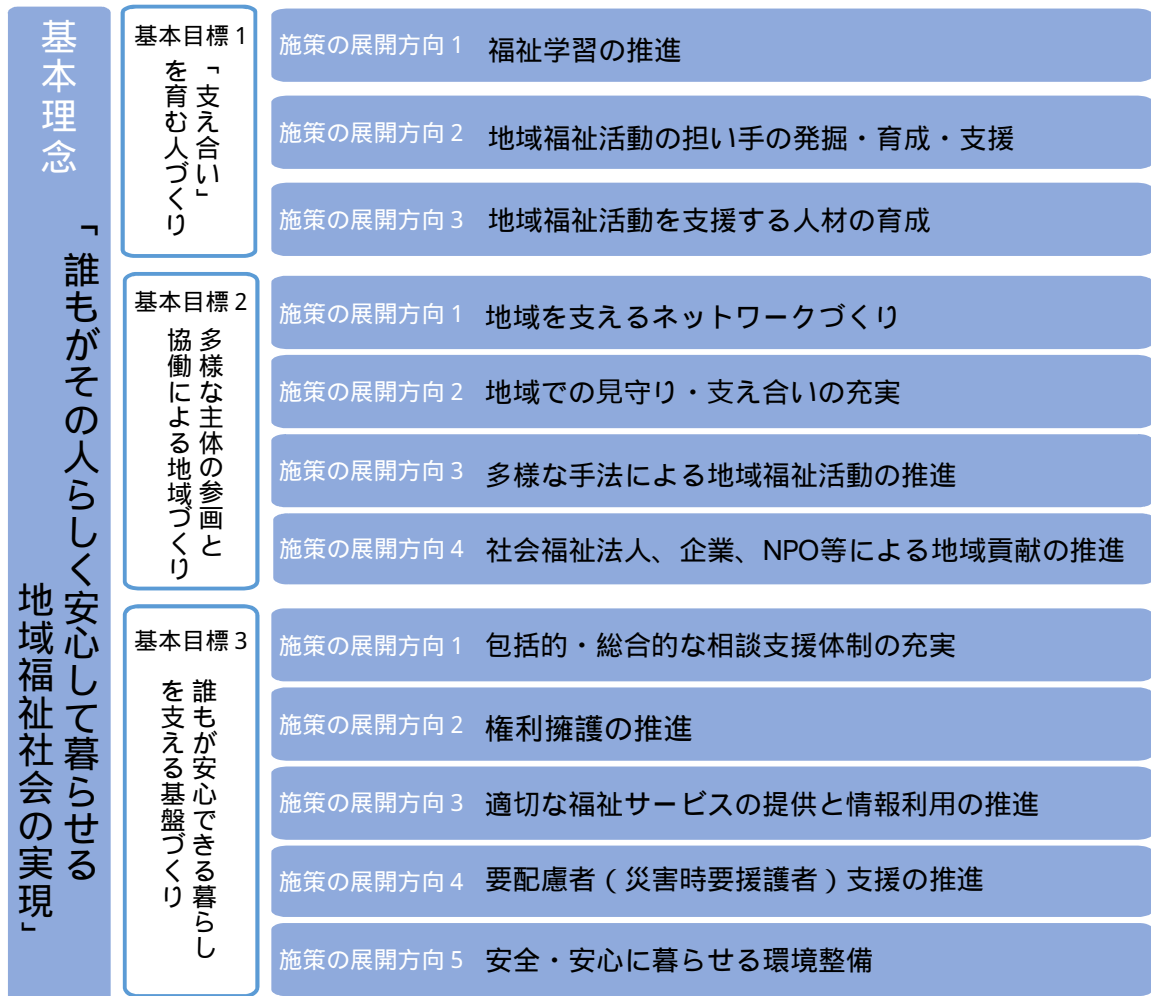 基本理念
「誰もがその人らしく安心して暮らせる
地域福祉社会の実現」
基本目標1
「支え合い」
を育む人づくり
施策の展開方向1 福祉学習の推進
施策の展開方向2 地域福祉活動の担い手の発掘・育成・支援
施策の展開方向3 地域福祉活動を支援する人材の育成
基本目標2
多様な主体の参画と
協働による地域づくり
施策の展開方向1 地域を支えるネットワークづくり
施策の展開方向2 地域での見守り・支え合いの充実
施策の展開方向3 多様な手法による地域福祉活動の推進
施策の展開方向4 社会福祉法人、企業、NPO等による地域貢献の推進
基本目標3
誰もが安心できる暮らし
を支える基盤づくり
施策の展開方向1 包括的・総合的な相談支援体制の充実
施策の展開方向2 権利擁護の推進
施策の展開方向3 適切な福祉サービスの提供と情報利用の推進
施策の展開方向4 要配慮者(災害時要援護者)支援の推進
施策の展開方向5 安全・安心に暮らせる環境整備